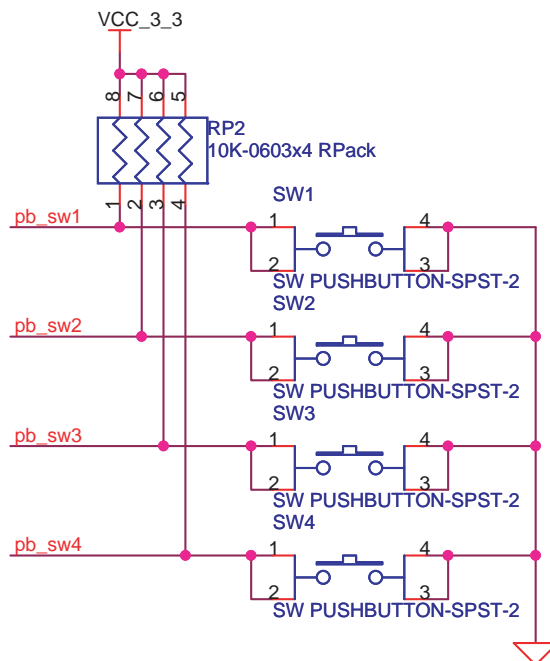 VCC_3_3
8 7 6 5
RP2
10K-0603x4 RPack
1 2 3 4
SW1
pb_sw1
1 4
2 3
SW PUSHBUTTON-SPST-2
SW2
pb_sw2
1 4
2 3
SW PUSHBUTTON-SPST-2
SW3
pb_sw3
1 4
2 3
SW PUSHBUTTON-SPST-2
SW4
pb_sw4
1 4
2 3
SW PUSHBUTTON-SPST-2